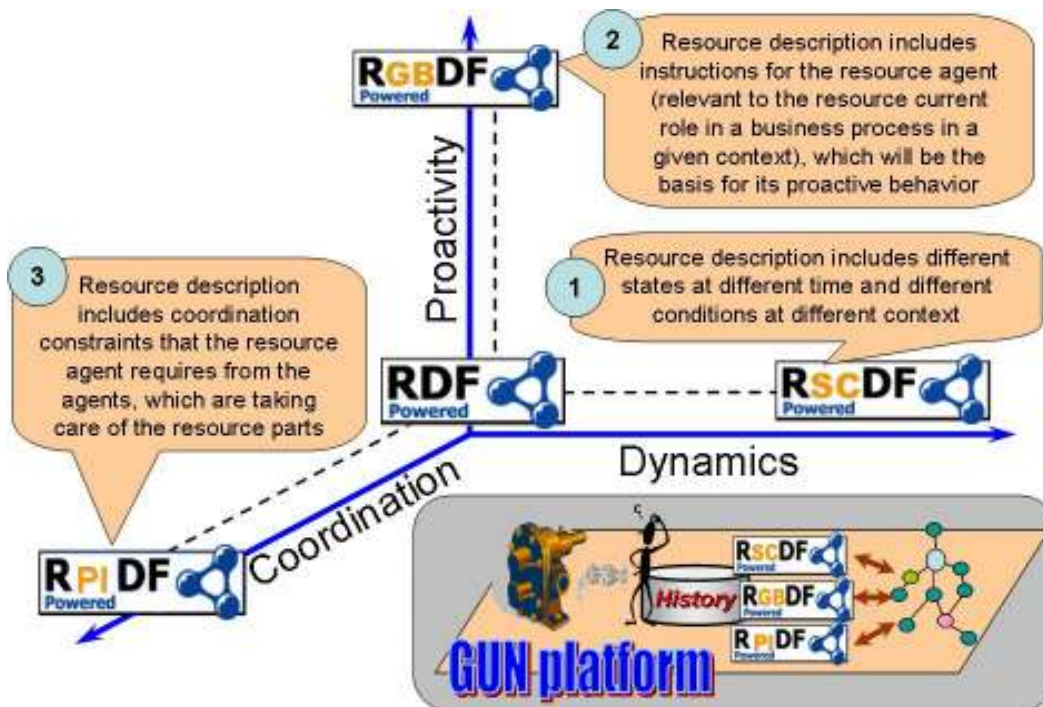 2
Resource description includes
instructions for the resource agent
(relevant to the resource current
role in a business process in a
given context), which will be the
basis for its proactive behavior
RGBDF
Powered
Proactivity
3
Resource description
includes coordination
constraints that the resource
agent requires from the
agents, which are taking
care of the resource parts
1
Resource description includes different
states at different time and different
conditions at different context
RDF
Powered
RSCDF
Powered
Dynamics
Coordination
RPIDF
Powered
History
RSCDF
Powered
RGBDF
Powered
RPIDF
Powered
GUN platform